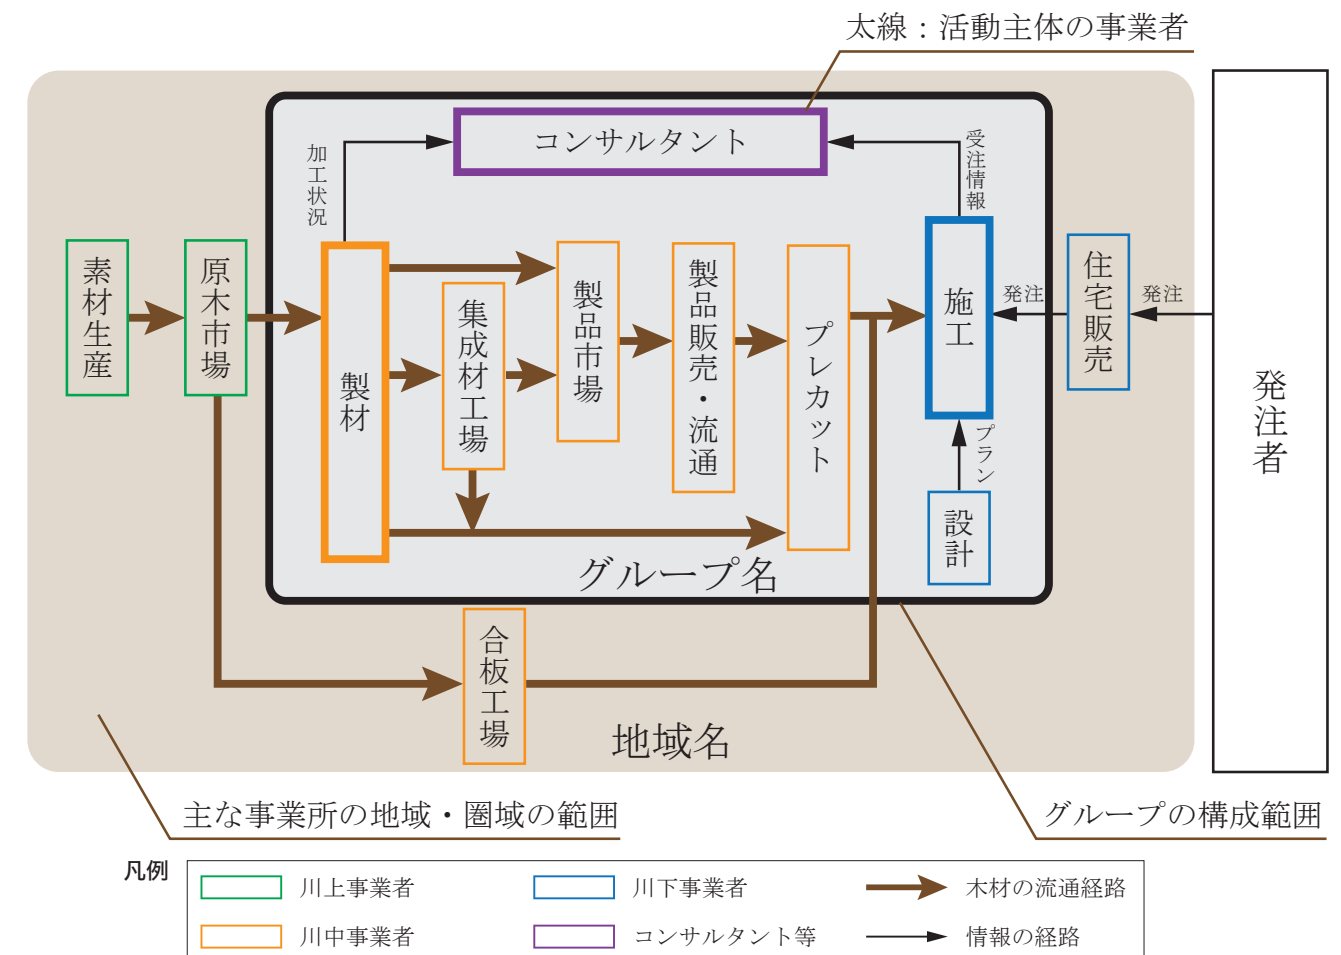 太線：活動主体の事業者
コンサルタント
加工状況
受注情報
素材生産
原木市場
製材
集成材工場
製品市場
製品販売・流通
プレカット
施工
発注
住宅販売
発注
発注者
プラン
設計
グループ名
合板工場
地域名
主な事業所の地域・圏域の範囲
グループの構成範囲
凡例
川上事業者
川下事業者
木材の流通経路
川中事業者
コンサルタント等
情報の経路